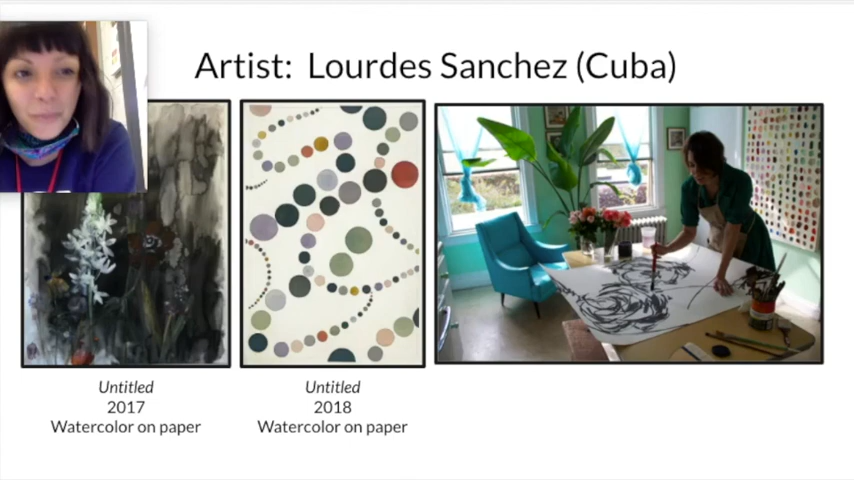 Artist: Lourdes Sanchez (Cuba)
Untitled
2017
Watercolor on paper
Untitled
2018
Watercolor on paper